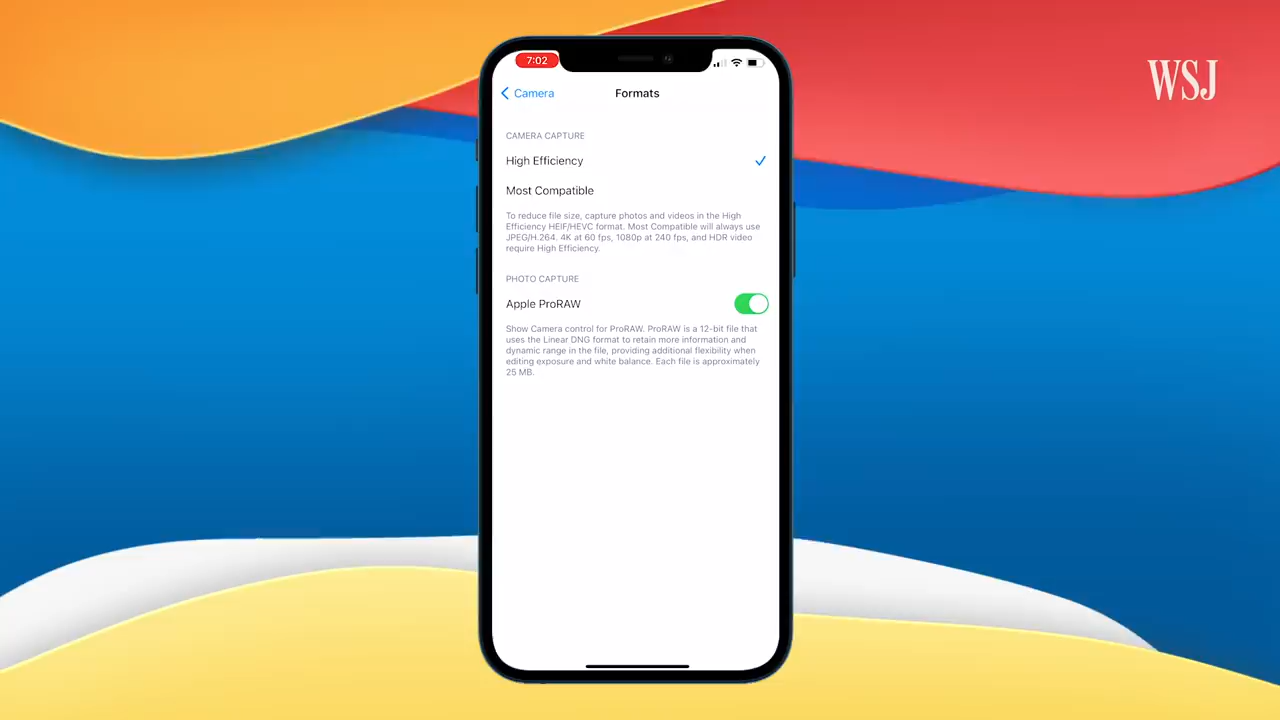 7:02
WSJ
Camera
Formats
CAMERA CAPTURE
High Efficiency
Most Compatible
To reduce file size, capture photos and videos in the High
Efficiency HEIF/HEVC format. Most Compatible will always use
JPEG/H.264. 4K at 60 fps, 1080p at 240 fps, and HDR video
require High Efficiency.
PHOTO CAPTURE
Apple ProRAW
Show Camera control for ProRAW. ProRAW is a 12-bit file that
uses the Linear DNG format to retain more information and
dynamic range in the file, providing additional flexibility when
editing exposure and white balance. Each file is approximately
25 MB.